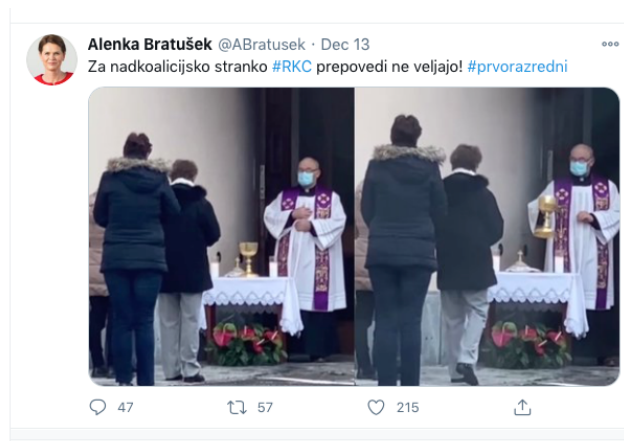 Alenka Bratušek @ABratusek · Dec 13
Za nadkoalicijsko stranko #RKC prepovedi ne veljajo! #prvorazredni
47 57 215